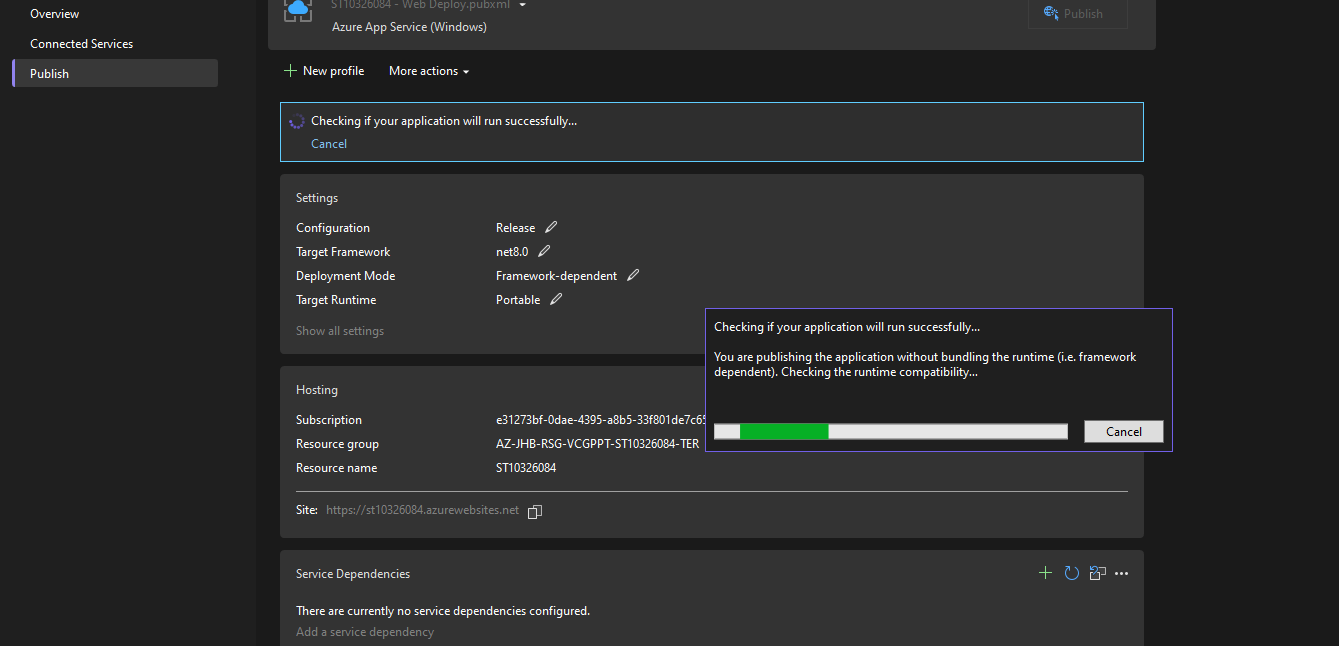 Overview
Connected Services
Publish
ST10326084 - Web Deploy.pubxml
Azure App Service (Windows)
Publish
New profile
More actions
Checking if your application will run successfully...
Cancel
Settings
Configuration Release
Target Framework net8.0
Deployment Mode Framework-dependent
Target Runtime Portable
Show all settings
Checking if your application will run successfully...
You are publishing the application without bundling the runtime (i.e. framework
dependent). Checking the runtime compatibility...
Cancel
Hosting
Subscription e31273bf-0dae-4395-a8b5-33f801de7c65
Resource group AZ-JHB-RSG-VCGPPT-ST10326084-TER
Resource name ST10326084
Site: https://st10326084.azurewebsites.net
Service Dependencies
There are currently no service dependencies configured.
Add a service dependency